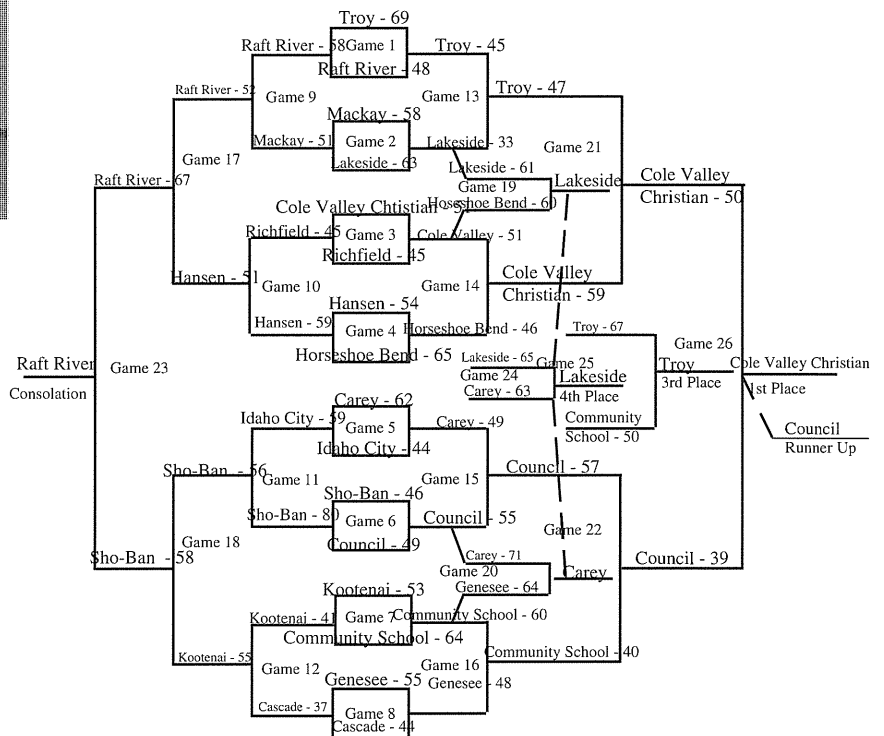 Troy - 69
Raft River - 58
Game 1
Troy - 45
Raft River - 48
Raft River - 52
Game 9
Game 13
Troy - 47
Mackay - 58
Mackay - 51
Game 2
Lakeside - 33
Game 21
Game 17
Lakeside - 63
Lakeside - 61
Cole Valley
Raft River - 67
Game 19
Lakeside
Christian - 50
Cole Valley Chtistian -
Hoseshoe Bend - 60
Richfield - 45
Game 3
Cole Valley - 51
Richfield - 45
Hansen - 51
Game 10
Game 14
Cole Valley
Christian - 59
Hansen - 54
Hansen - 59
Game 4
Horseshoe Bend - 46
Troy - 67
Game 26
Horseshoe Bend - 65
Raft River
Game 23
Lakeside - 65
Game 25
Troy
Cole Valley Christian
Game 24
Lakeside
3rd Place
1st Place
Consolation
Carey - 63
4th Place
Carey - 62
Idaho City - 59
Game 5
Carey - 49
Community
School - 50
Council
Runner Up
Idaho City - 44
Sho-Ban - 56
Game 11
Game 15
Council - 57
Sho-Ban - 46
Sho-Ban - 80
Game 6
Council - 55
Game 22
Game 18
Council - 49
Sho-Ban - 58
Carey - 71
Council - 39
Game 20
Carey
Kootenai - 53
Genesee - 64
Kootenai - 41
Game 7
Community School - 60
Community School - 64
Kootenai - 55
Game 12
Game 16
Community School - 40
Genesee - 55
Genesee - 48
Cascade - 37
Game 8
Cascade - 44